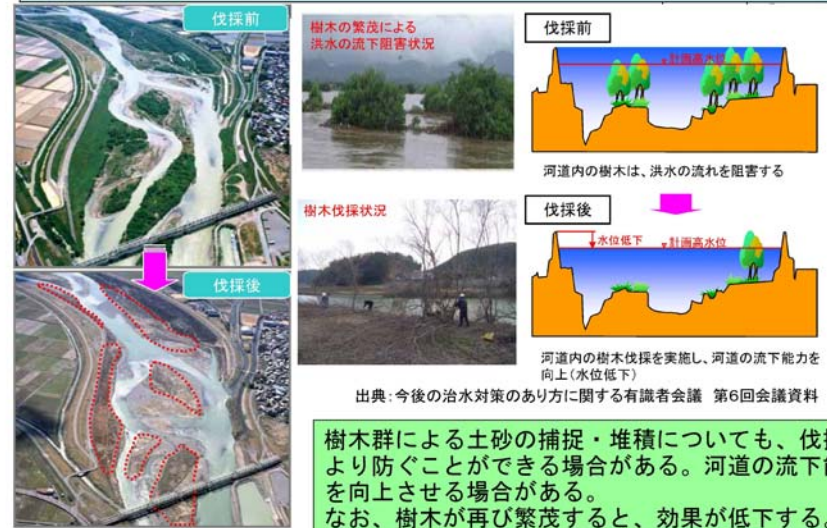 伐採前
伐採後
樹木の繁茂による
洪水の流下阻害状況
樹木伐採状況
伐採前
計画高水位
河道内の樹木は、洪水の流れを阻害する
伐採後
水位低下
計画高水位
河道内の樹木伐採を実施し、河道の流下能力を
向上(水位低下)
出典:今後の治水対策のあり方に関する有識者会議 第6回会議資料
樹木群による土砂の捕捉・堆積についても、伐
より防ぐことができる場合がある。河道の流下
を向上させる場合がある。
なお、樹木が再び繁茂すると、効果が低下する